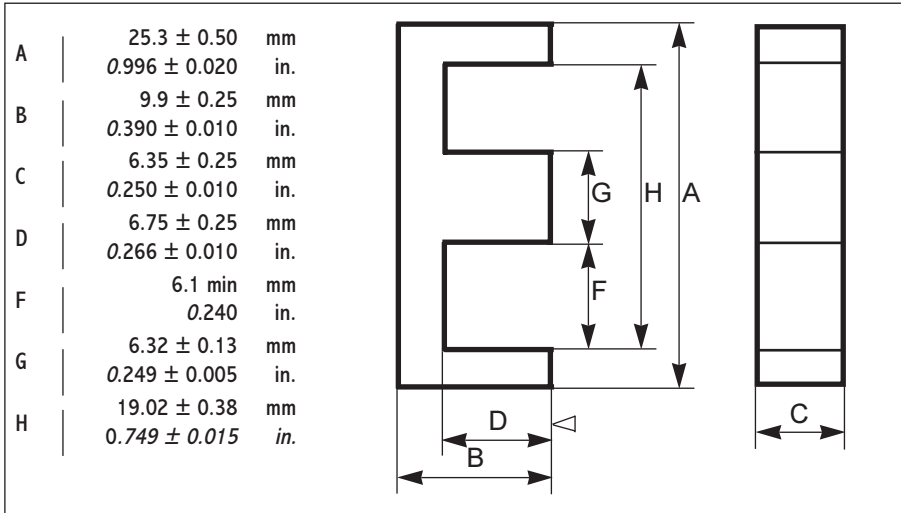 A 25.3 ± 0.50 mm
0.996 ± 0.020 in.
B 9.9 ± 0.25 mm
0.390 ± 0.010 in.
C 6.35 ± 0.25 mm
0.250 ± 0.010 in.
D 6.75 ± 0.25 mm
0.266 ± 0.010 in.
F 6.1 min mm
0.240 in.
G 6.32 ± 0.13 mm
0.249 ± 0.005 in.
H 19.02 ± 0.38 mm
0.749 ± 0.015 in.
G H A
F
D
B
C